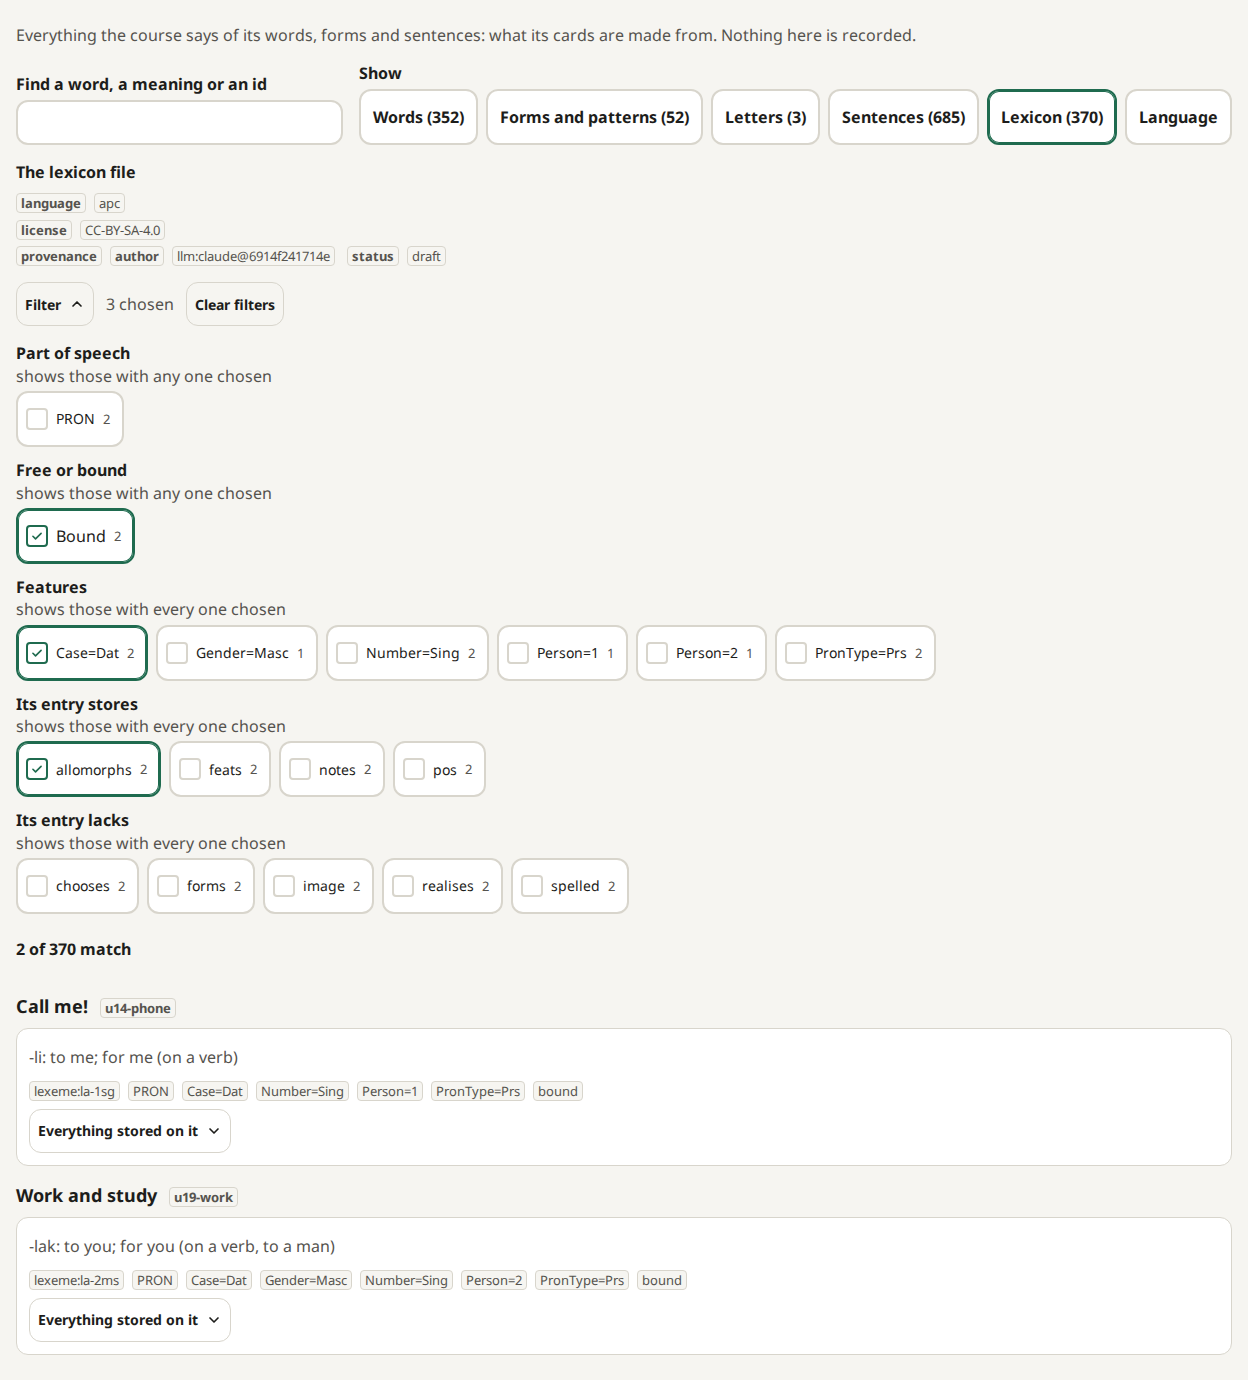 Everything the course says of its words, forms and sentences: what its cards are made from. Nothing here is recorded.
Find a word, a meaning or an id
Show
Words (352) Forms and patterns (52) Letters (3) Sentences (685) Lexicon (370) Language
The lexicon file
language apc
license CC-BY-SA-4.0
provenance author llm:claude@6914f241714e status draft
Filter 3 chosen Clear filters
Part of speech
shows those with any one chosen
PRON 2
Free or bound
shows those with any one chosen
Bound 2
Features
shows those with every one chosen
Case=Dat 2 Gender=Masc 1 Number=Sing 2 Person=1 1 Person=2 1 PronType=Prs 2
Its entry stores
shows those with every one chosen
allomorphs 2 feats 2 notes 2 pos 2
Its entry lacks
shows those with every one chosen
chooses 2 forms 2 image 2 realises 2 spelled 2
2 of 370 match
Call me! u14-phone
-li: to me; for me (on a verb)
lexeme:la-1sg PRON Case=Dat Number=Sing Person=1 PronType=Prs bound
Everything stored on it
Work and study u19-work
-lak: to you; for you (on a verb, to a man)
lexeme:la-2ms PRON Case=Dat Gender=Masc Number=Sing Person=2 PronType=Prs bound
Everything stored on it